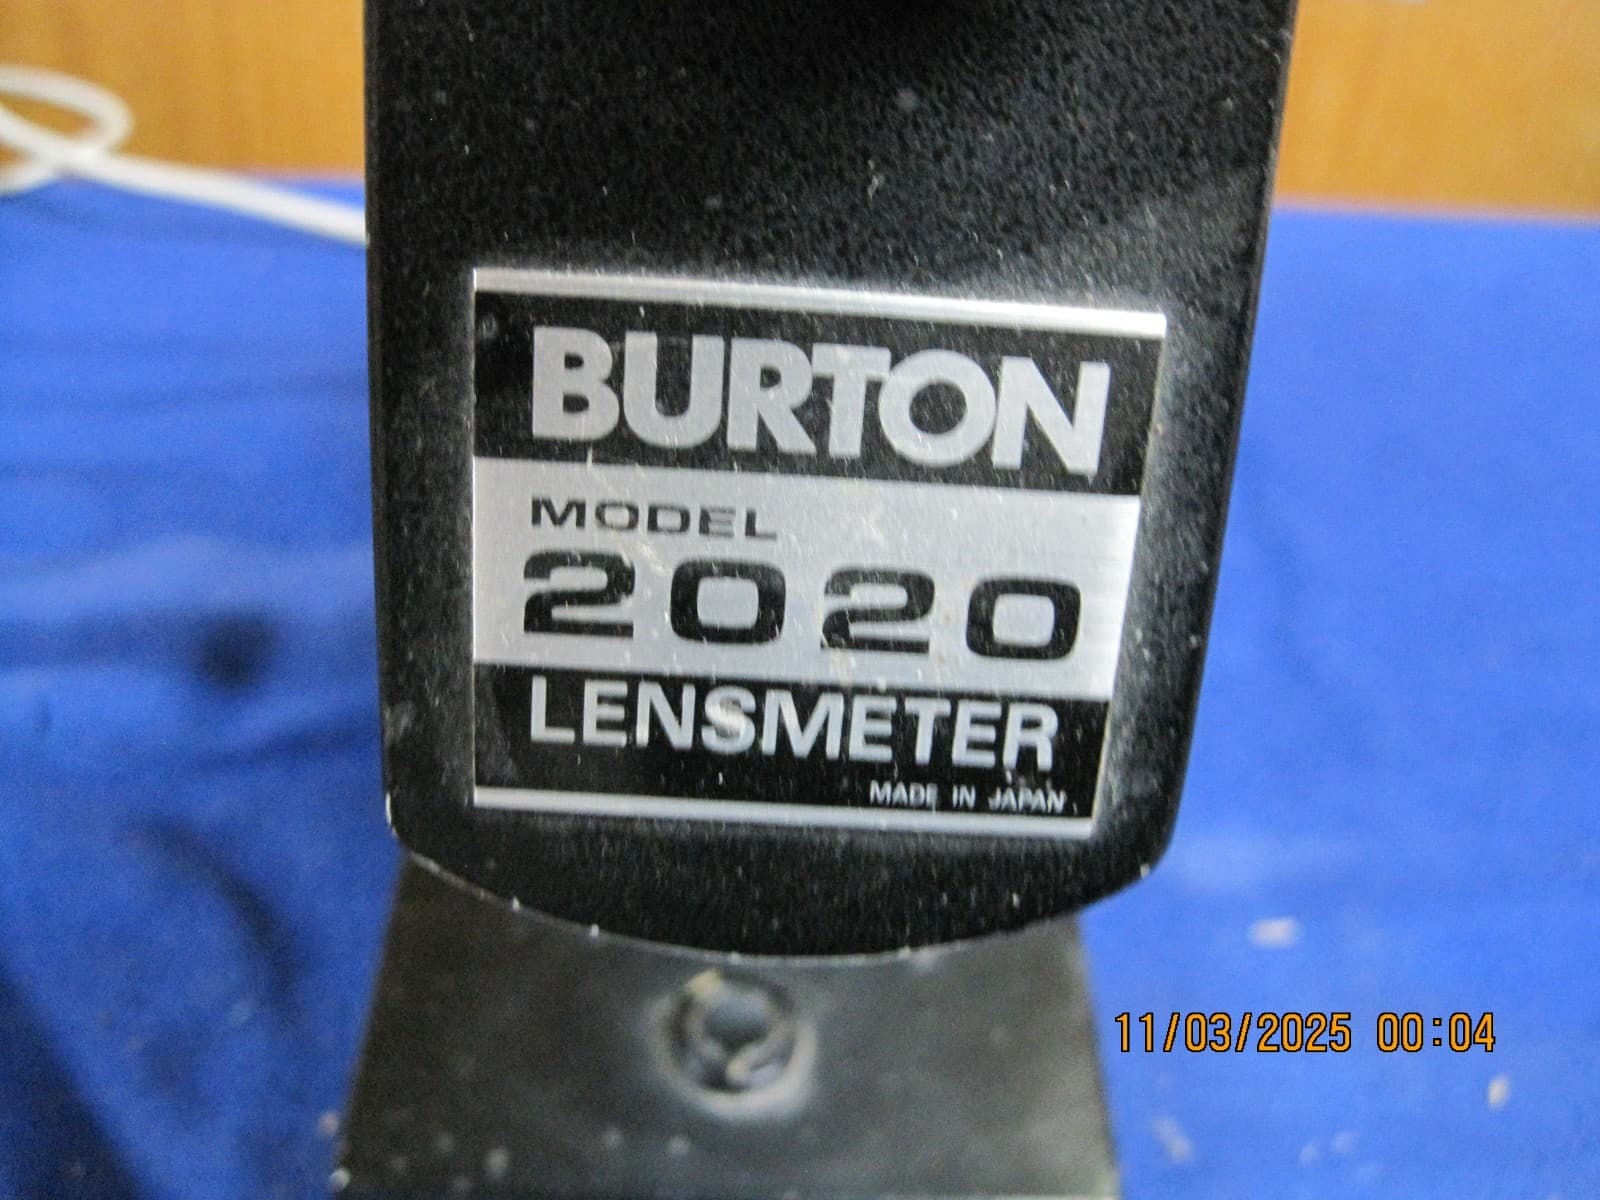 BURTON
MODEL
2020
LENSMETER
MADE IN JAPAN
11/03/2025 00:04